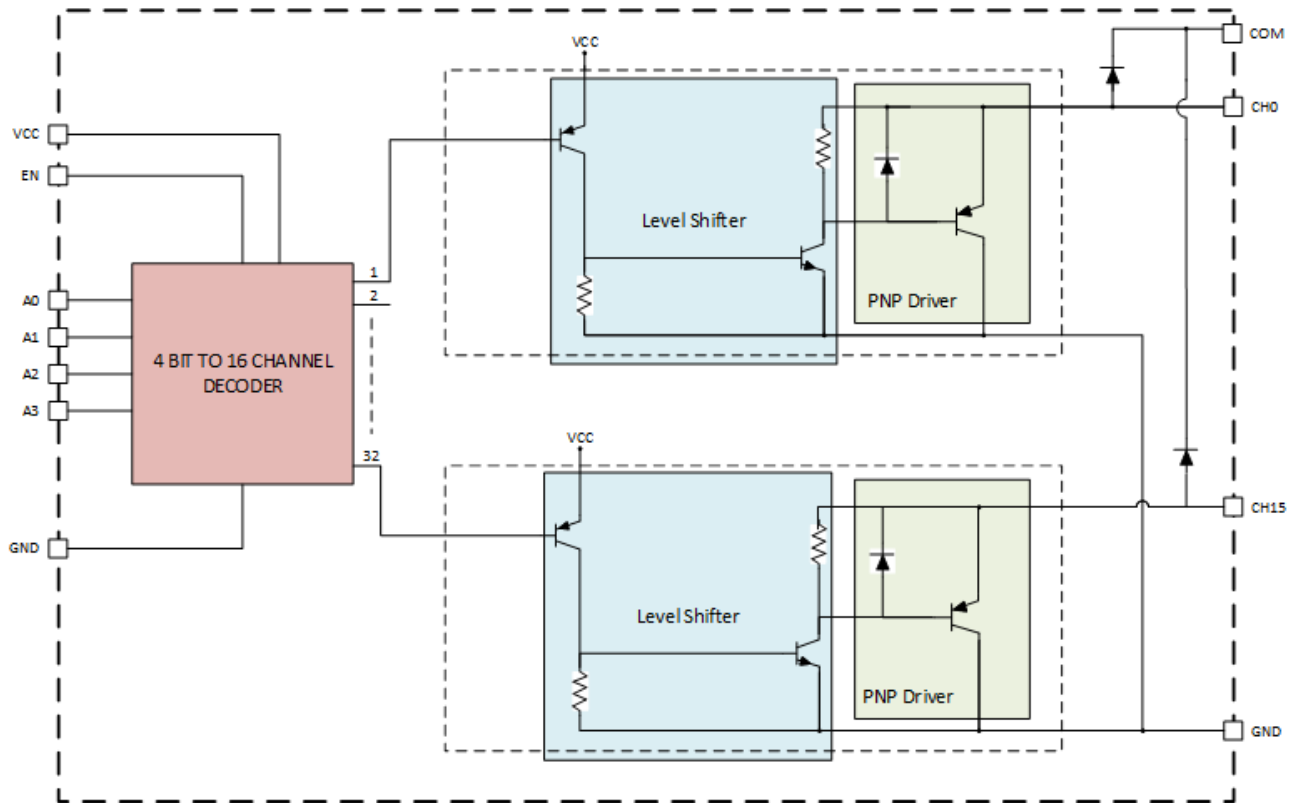 COM
VCC
CH0
VCC
EN
Level Shifter
1
2
A0
PNP Driver
A1
4 BIT TO 16 CHANNEL
DECODER
A2
A3
VCC
32
CH15
GND
Level Shifter
PNP Driver
GND